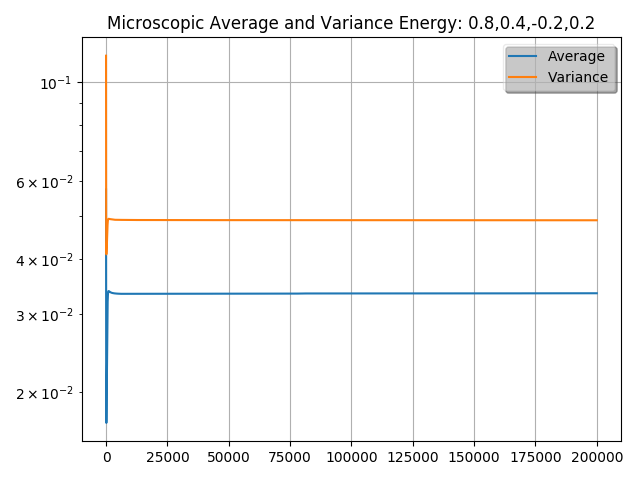 Microscopic Average and Variance Energy: 0.8,0.4,-0.2,0.2
Average
Variance
10⁻¹
6 × 10⁻²
4 × 10⁻²
3 × 10⁻²
2 × 10⁻²
0 25000 50000 75000 100000 125000 150000 175000 200000